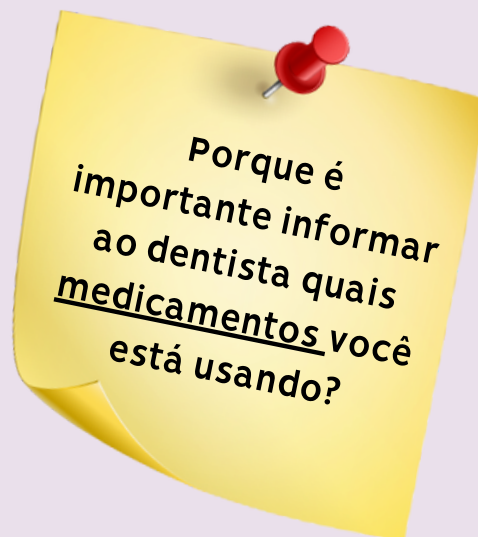 Porque é
importante informar
ao dentista quais
medicamentos você
está usando?